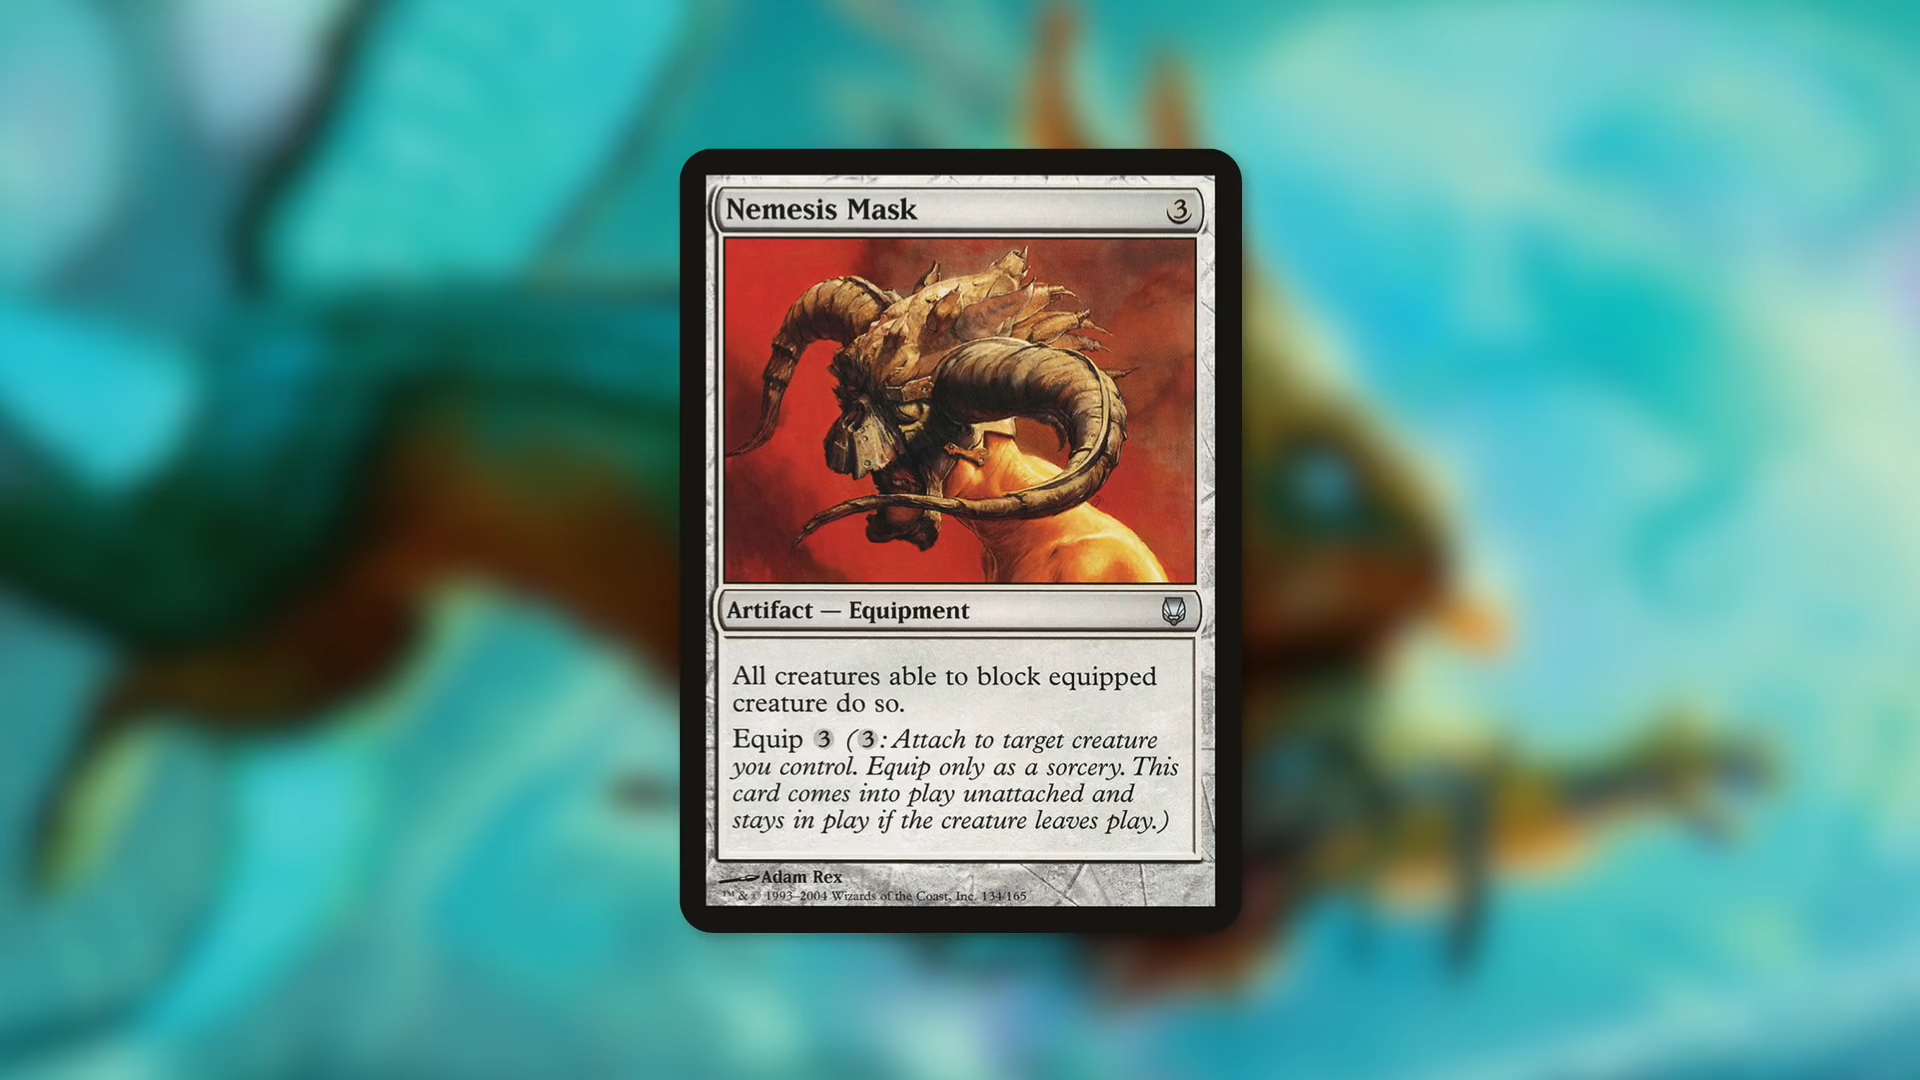 Nemesis Mask 3
Artifact — Equipment
All creatures able to block equipped
creature do so.
Equip 3 (3: Attach to target creature
you control. Equip only as a sorcery. This
card comes into play unattached and
stays in play if the creature leaves play.)
Adam Rex
™ & © 1993–2004 Wizards of the Coast, Inc. 134/165